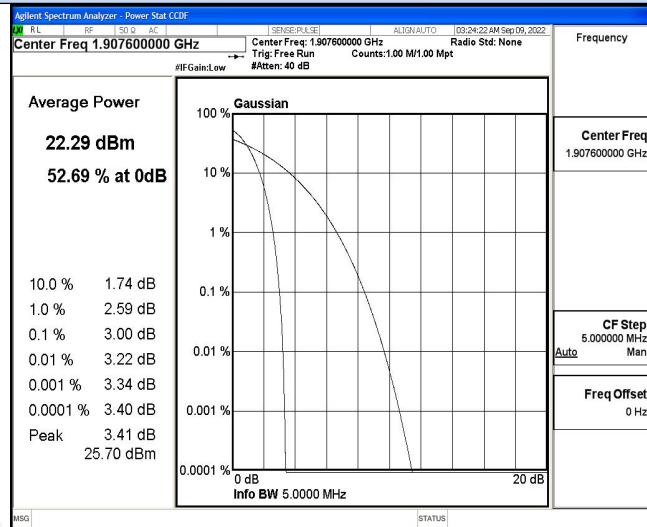 Agilent Spectrum Analyzer - Power Stat CCDF
LXI RL RF 50 Ω AC SENSE:PULSE ALIGN AUTO 03:24:22 AM Sep 09, 2022
Center Freq 1.907600000 GHz
Center Freq: 1.907600000 GHz Radio Std: None
Trig: Free Run Counts:1.00 M/1.00 Mpt
#IFGain:Low #Atten: 40 dB
Frequency
Average Power
22.29 dBm
52.69 % at 0dB
10.0 % 1.74 dB
1.0 % 2.59 dB
0.1 % 3.00 dB
0.01 % 3.22 dB
0.001 % 3.34 dB
0.0001 % 3.40 dB
Peak 3.41 dB
25.70 dBm
Gaussian
100 %
10 %
1 %
0.1 %
0.01 %
0.001 %
0.0001 %
0 dB 20 dB
Info BW 5.0000 MHz
Center Freq
1.907600000 GHz
CF Step
5.000000 MHz
Auto Man
Freq Offset
0 Hz
MSG STATUS